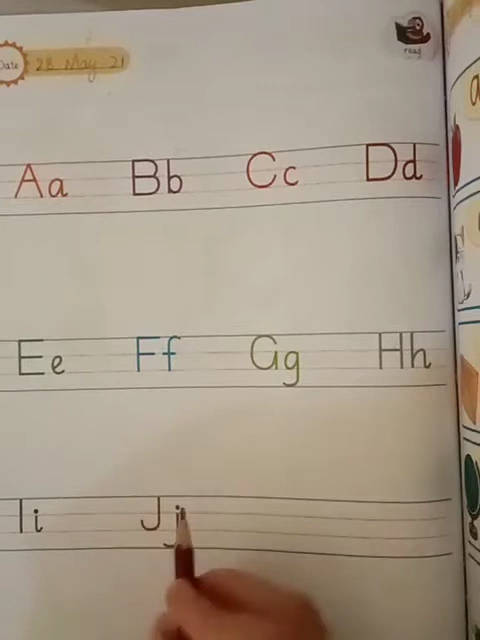 Date 28 May 21
read
Aa Bb Cc Dd
Ee Ff Gg Hh
Ii Jj
a